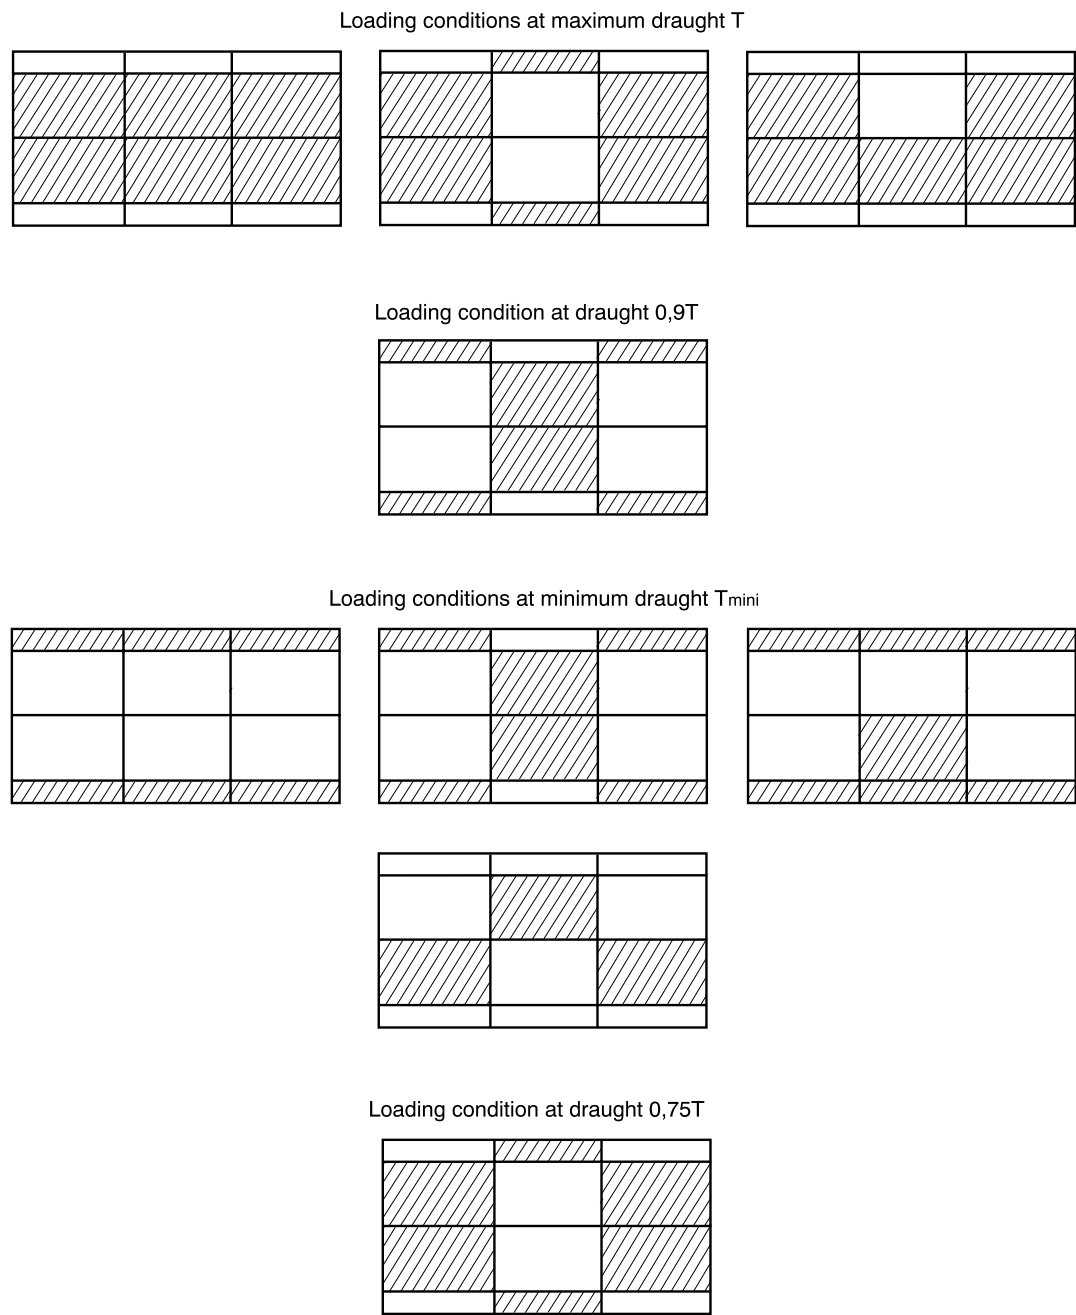 Loading conditions at maximum draught T
Loading condition at draught 0,9T
Loading conditions at minimum draught Tmini
Loading condition at draught 0,75T